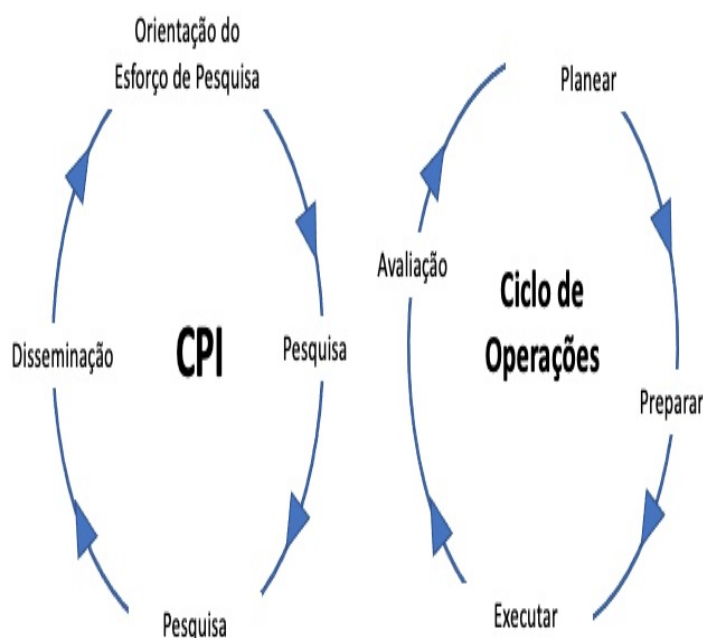 Orientação do
Esforço de Pesquisa
Pesquisa
Pesquisa
Disseminação
CPI
Planear
Preparar
Executar
Avaliação
Ciclo de
Operações